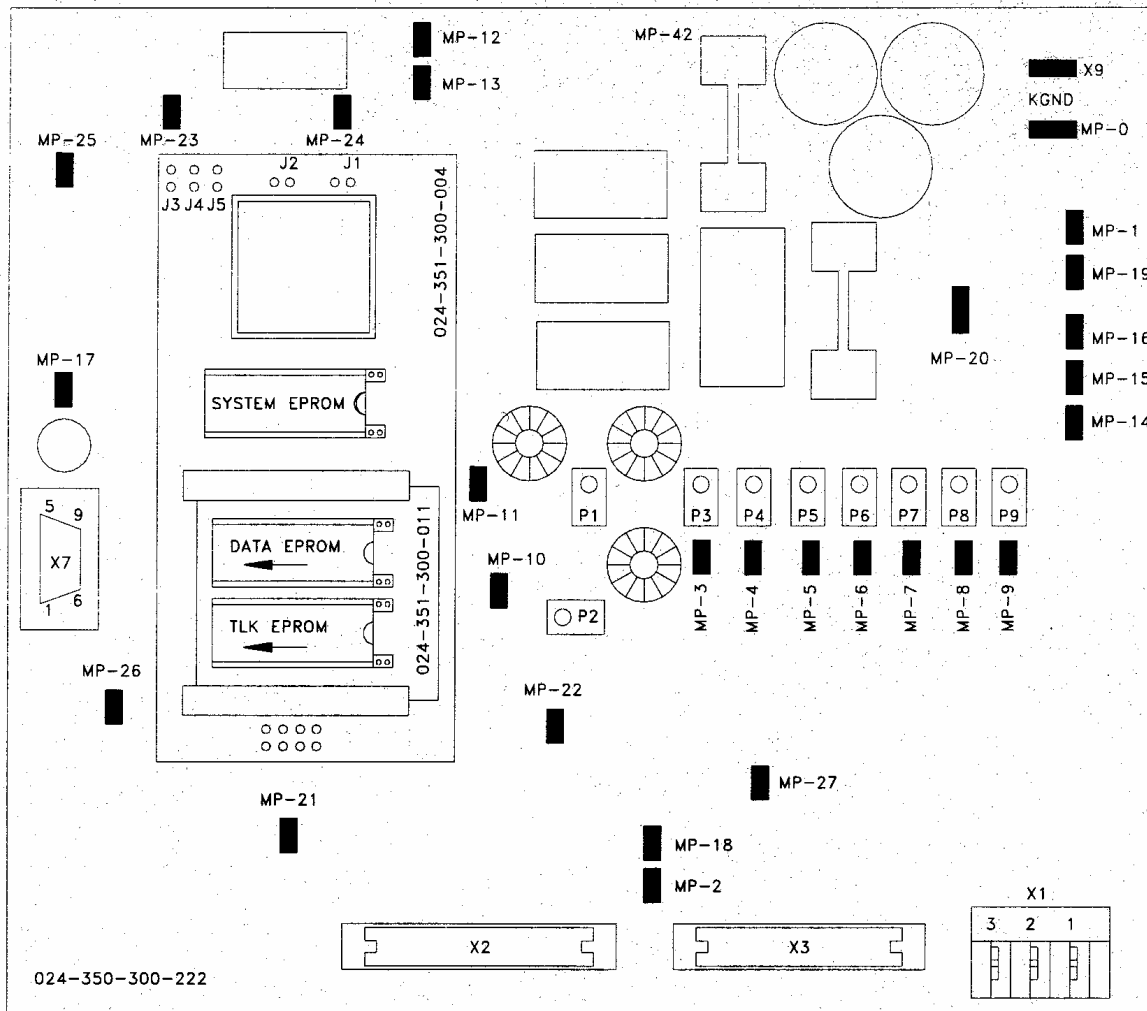 MP-12
MP-42
MP-13
X9
KGND
MP-0
MP-25
MP-23
MP-24
J2
J1
J3 J4 J5
024-351-300-004
MP-1
MP-19
MP-16
MP-15
MP-14
MP-20
MP-17
SYSTEM EPROM
MP-11
P1
P3
P4
P5
P6
P7
P8
P9
5
9
X7
1
6
DATA EPROM
TLK EPROM
024-351-300-011
MP-10
P2
MP-3
MP-4
MP-5
MP-6
MP-7
MP-8
MP-9
MP-26
MP-22
MP-27
MP-21
MP-18
MP-2
X1
3 2 1
X2
X3
024-350-300-222